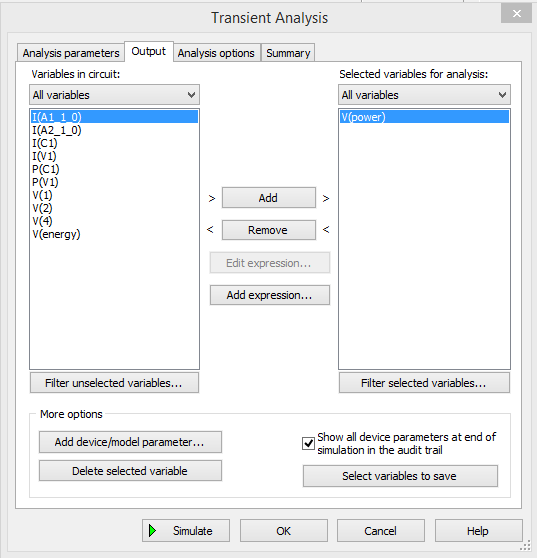 Transient Analysis
Analysis parameters
Output
Analysis options
Summary
Variables in circuit:
All variables
I(A1_1_0)
I(A2_1_0)
I(C1)
I(V1)
P(C1)
P(V1)
V(1)
V(2)
V(4)
V(energy)
Filter unselected variables...
> Add >
< Remove <
Edit expression...
Add expression...
Selected variables for analysis:
All variables
V(power)
Filter selected variables...
More options
Add device/model parameter...
Delete selected variable
Show all device parameters at end of
simulation in the audit trail
Select variables to save
Simulate
OK
Cancel
Help